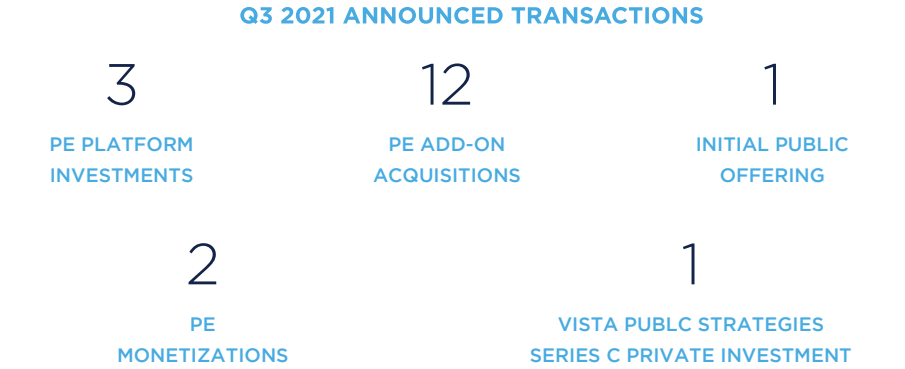 Q3 2021 ANNOUNCED TRANSACTIONS
3
PE PLATFORM
INVESTMENTS
12
PE ADD-ON
ACQUISITIONS
1
INITIAL PUBLIC
OFFERING
2
PE
MONETIZATIONS
1
VISTA PUBLC STRATEGIES
SERIES C PRIVATE INVESTMENT